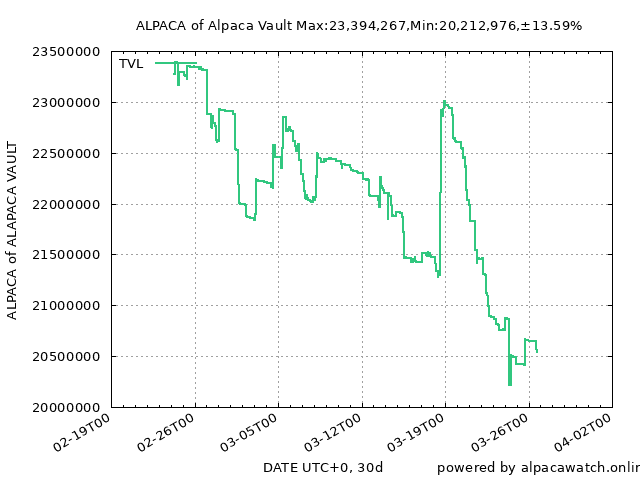 ALPACA of Alpaca Vault Max:23,394,267,Min:20,212,976,±13.59%
23500000
TVL
23000000
22500000
22000000
21500000
21000000
20500000
20000000
ALPACA of ALAPACA VAULT
02-19T00
02-26T00
03-05T00
03-12T00
03-19T00
03-26T00
04-02T00
DATE UTC+0, 30d
powered by alpacawatch.onlin